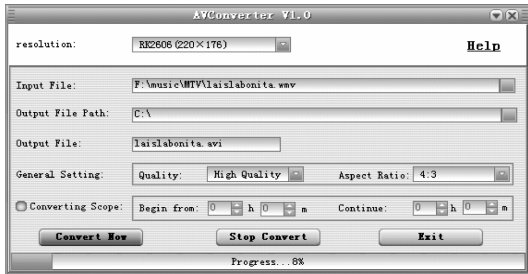 AVConverter V1.0
resolution: RK2606(220×176) Help
Input File: F:\music\MTV\laislabonita.wmv
Output File Path: C:\
Output File: laislabonita.avi
General Setting: Quality: High Quality Aspect Ratio: 4:3
Converting Scope: Begin from: 0 h 0 m Continue: 0 h 0 m
Convert Now Stop Convert Exit
Progress...8%